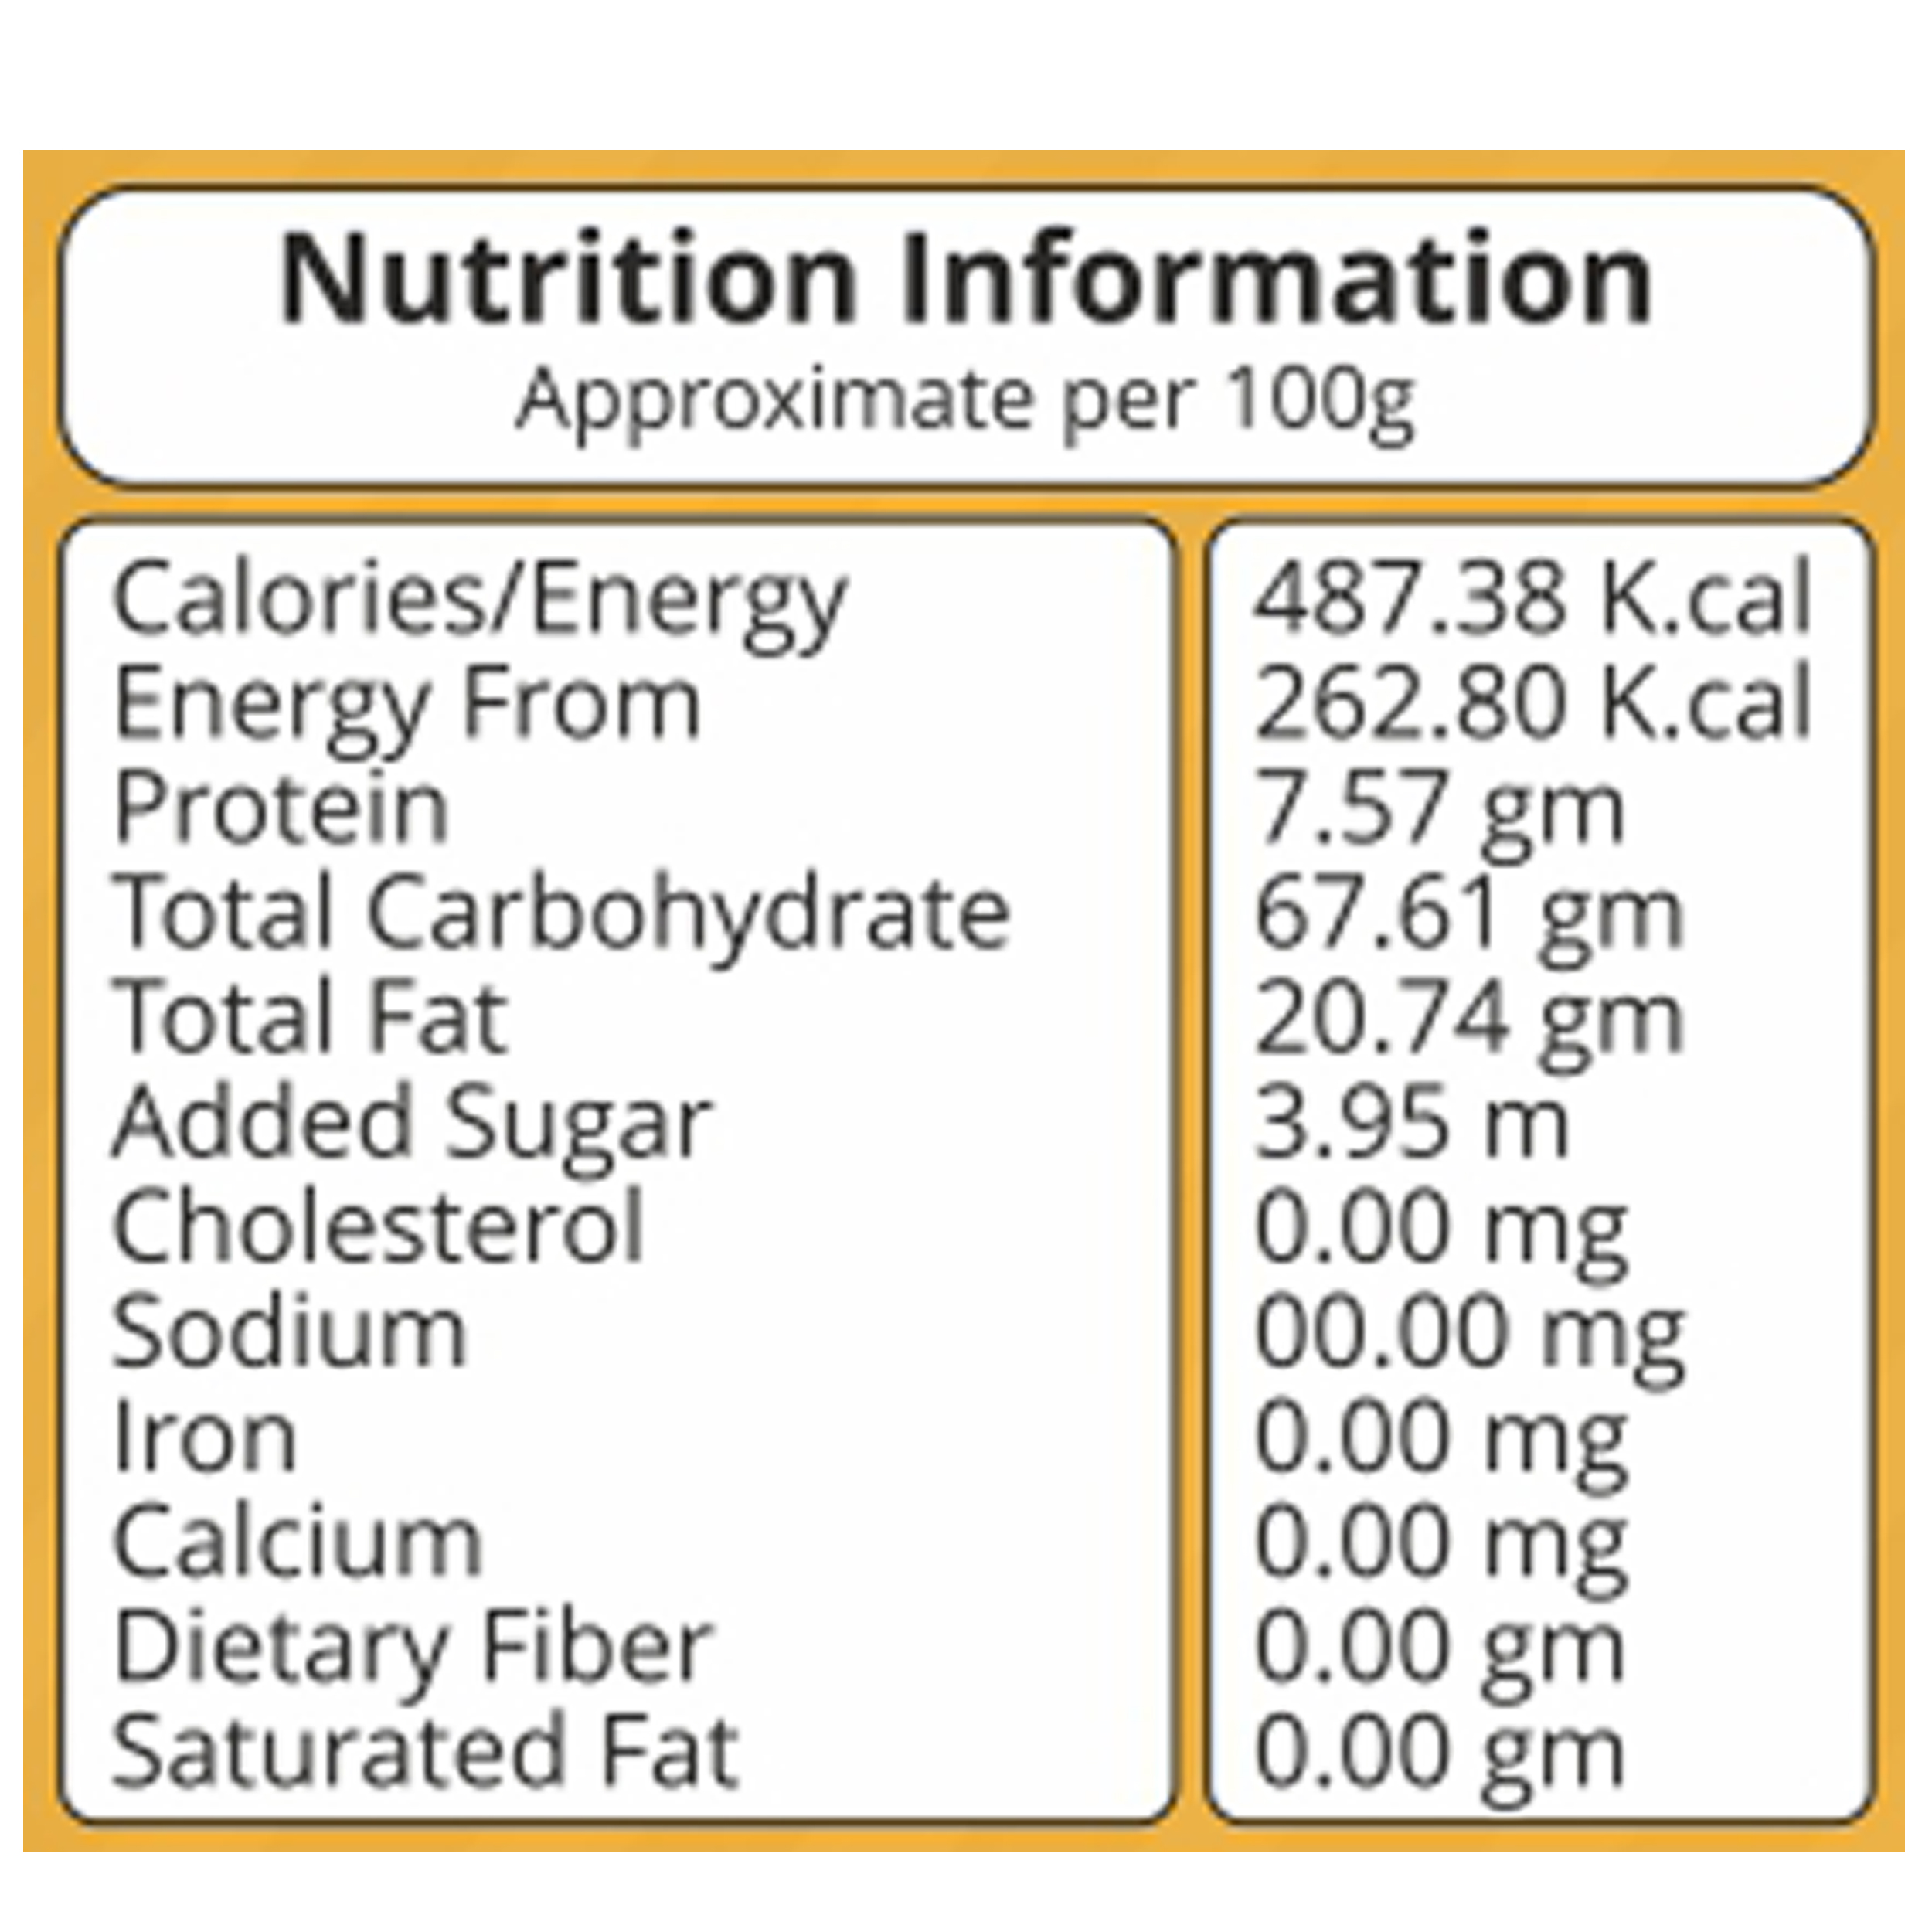 Nutrition Information
Approximate per 100g
Calories/Energy 487.38 K.cal
Energy From 262.80 K.cal
Protein 7.57 gm
Total Carbohydrate 67.61 gm
Total Fat 20.74 gm
Added Sugar 3.95 m
Cholesterol 0.00 mg
Sodium 00.00 mg
Iron 0.00 mg
Calcium 0.00 mg
Dietary Fiber 0.00 gm
Saturated Fat 0.00 gm